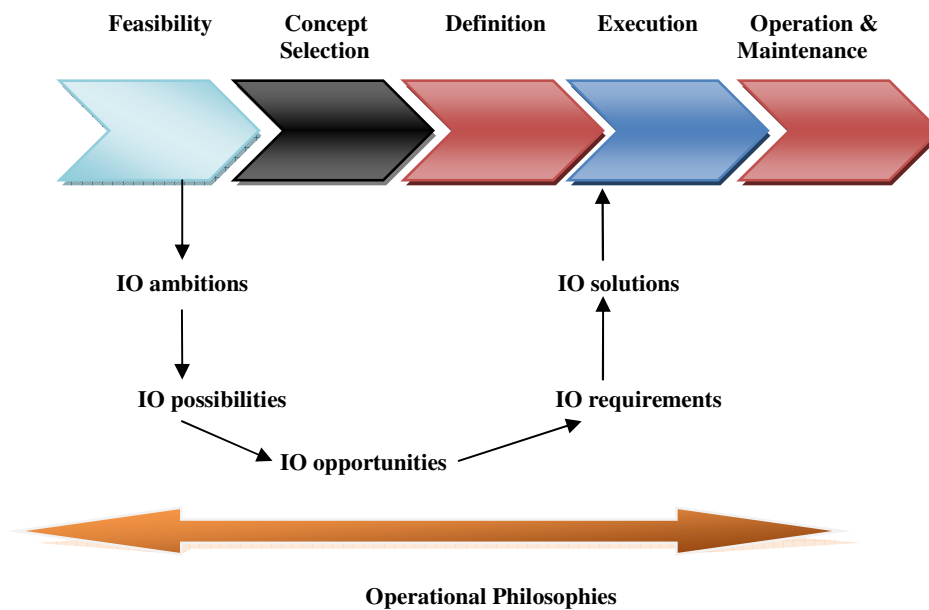 Feasibility
Concept
Selection
Definition
Execution
Operation &
Maintenance
IO ambitions
IO solutions
IO possibilities
IO requirements
IO opportunities
Operational Philosophies